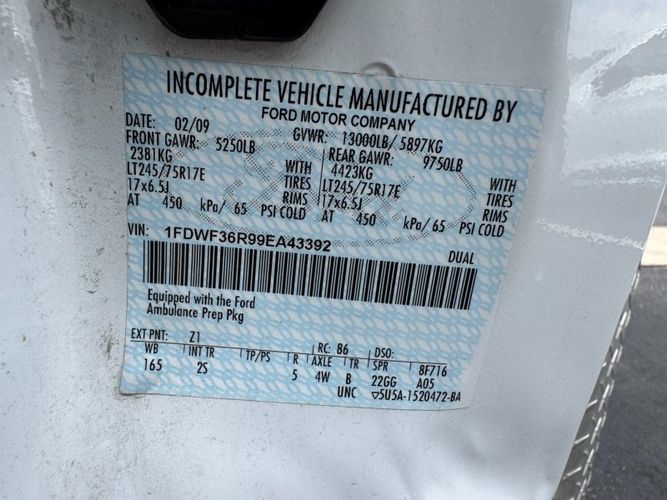 INCOMPLETE VEHICLE MANUFACTURED BY
FORD MOTOR COMPANY
DATE: 02/09 GVWR: 13000LB/ 5897KG
FRONT GAWR: 5250LB REAR GAWR: 9750LB
2381KG WITH 4423KG WITH
LT245/75R17E TIRES LT245/75R17E TIRES
17x6.5J RIMS 17x6.5J RIMS
AT 450 kPa/ 65 PSI COLD AT 450 kPa/ 65 PSI COLD
VIN: 1FDWF36R99EA43392 DUAL
Equipped with the Ford
Ambulance Prep Pkg
EXT PNT: Z1 RC: 86 DSO:
WB INT TR TP/PS R AXLE TR SPR 8F716
165 2S 5 4W B 22GG A05
UNC ▽5U5A-1520472-BA